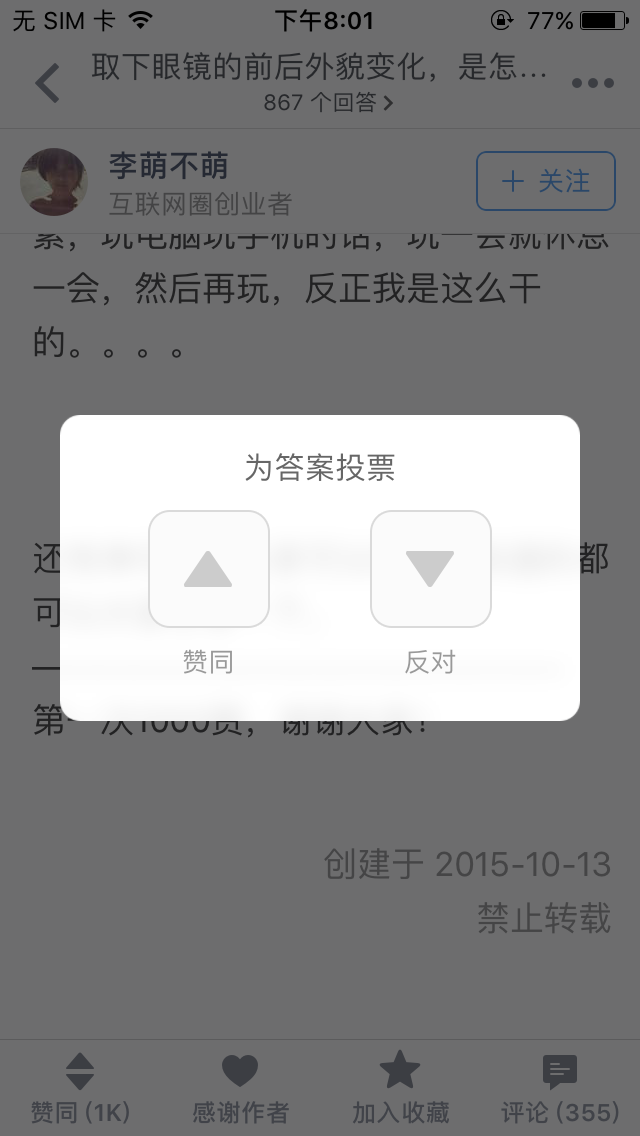 无 SIM 卡 下午8:01 77%
取下眼镜的前后外貌变化，是怎...
867 个回答
李萌不萌
互联网圈创业者
+ 关注
累，玩电脑玩手机的话，玩一会就休息
一会，然后再玩，反正我是这么干
的。。。。
为答案投票
还 都
可
赞同 反对
第一次1000赞，谢谢大家！
创建于 2015-10-13
禁止转载
赞同 (1K) 感谢作者 加入收藏 评论 (355)